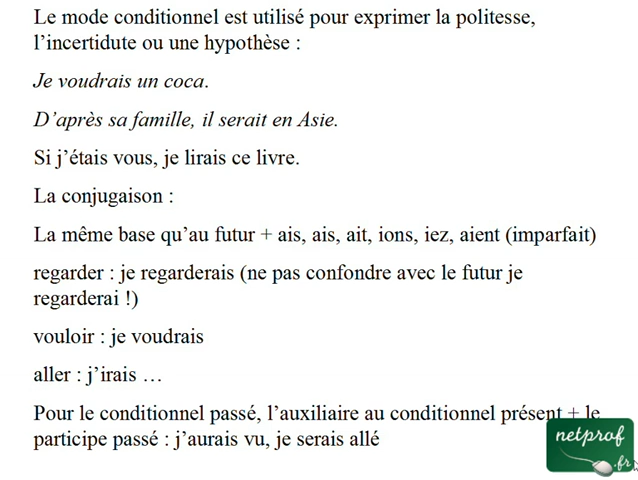 Le mode conditionnel est utilisé pour exprimer la politesse,
l’incertidute ou une hypothèse :
Je voudrais un coca.
D’après sa famille, il serait en Asie.
Si j’étais vous, je lirais ce livre.
La conjugaison :
La même base qu’au futur + ais, ais, ait, ions, iez, aient (imparfait)
regarder : je regarderais (ne pas confondre avec le futur je
regarderai !)
vouloir : je voudrais
aller : j’irais …
Pour le conditionnel passé, l’auxiliaire au conditionnel présent + le
participe passé : j’aurais vu, je serais allé
netprof
.fr